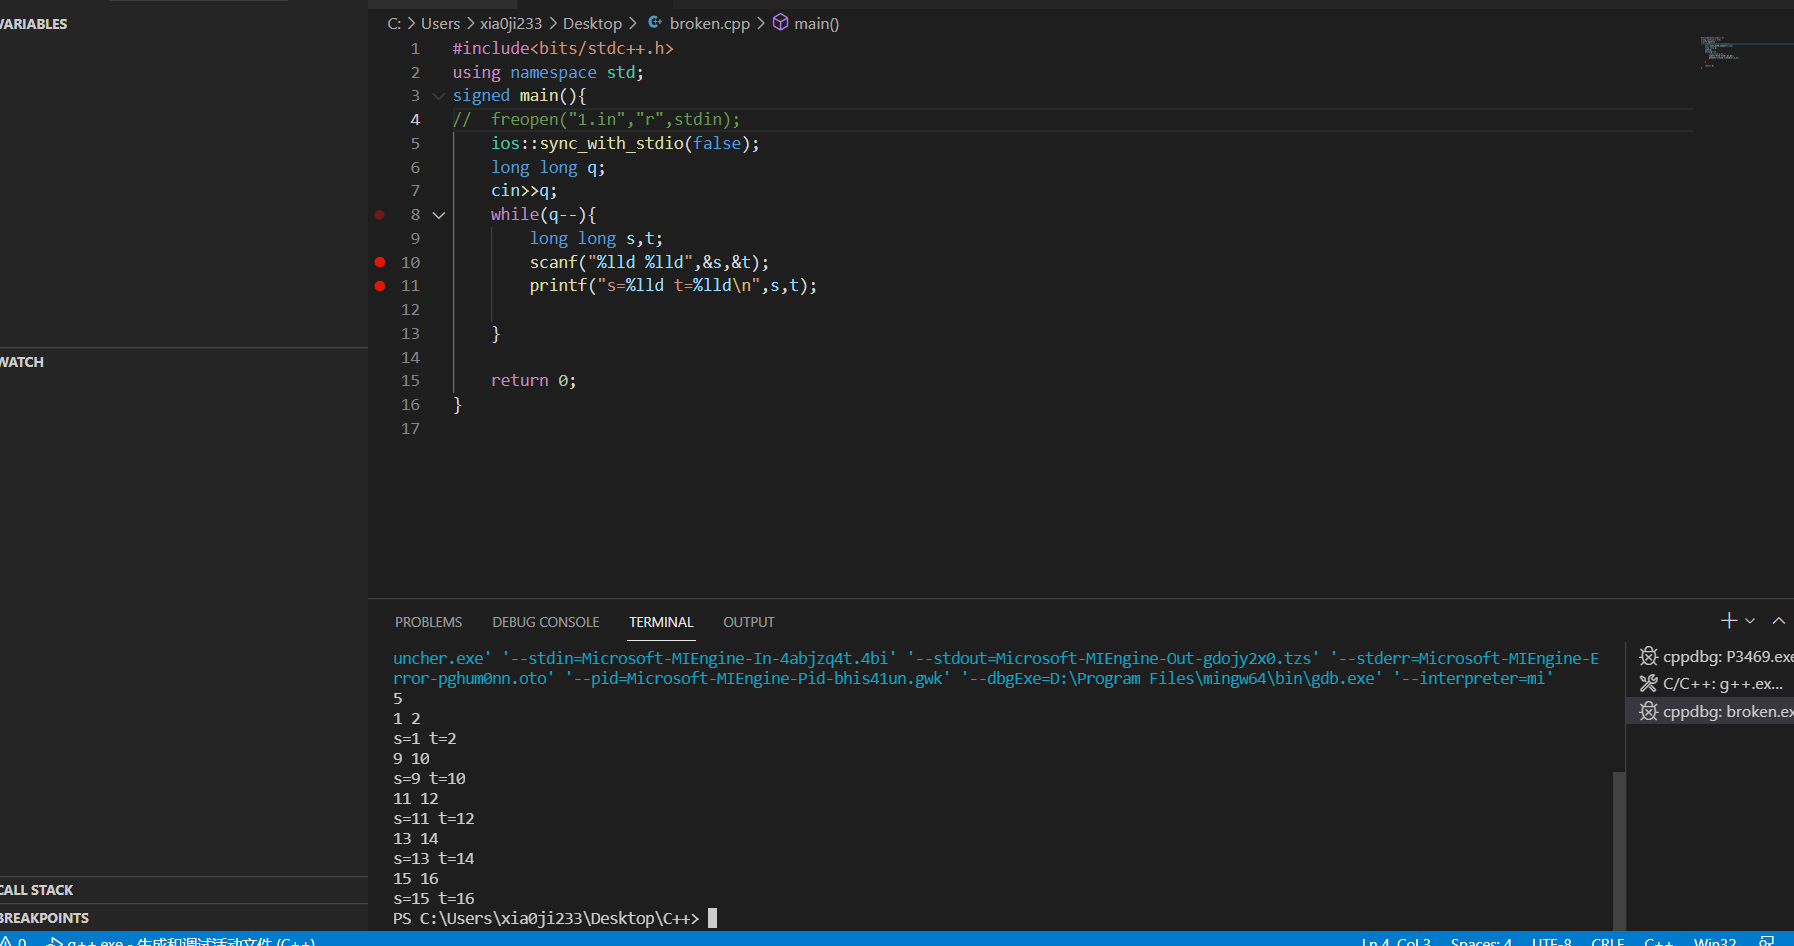 VARIABLES
C: > Users > xia0ji233 > Desktop > broken.cpp > main()
1 #include<bits/stdc++.h>
2 using namespace std;
3 signed main(){
4 //  freopen("1.in","r",stdin);
5     ios::sync_with_stdio(false);
6     long long q;
7     cin>>q;
8     while(q--){
9         long long s,t;
10         scanf("%lld %lld",&s,&t);
11         printf("s=%lld t=%lld\n",s,t);
12
13     }
14
15     return 0;
16 }
17
WATCH
CALL STACK
BREAKPOINTS
PROBLEMS DEBUG CONSOLE TERMINAL OUTPUT
uncher.exe' '--stdin=Microsoft-MIEngine-In-4abjzq4t.4bi' '--stdout=Microsoft-MIEngine-Out-gdojy2x0.tzs' '--stderr=Microsoft-MIEngine-E
rror-pghum0nn.oto' '--pid=Microsoft-MIEngine-Pid-bhis41un.gwk' '--dbgExe=D:\Program Files\mingw64\bin\gdb.exe' '--interpreter=mi'
5
1 2
s=1 t=2
9 10
s=9 t=10
11 12
s=11 t=12
13 14
s=13 t=14
15 16
s=15 t=16
PS C:\Users\xia0ji233\Desktop\C++>
cppdbg: P3469.exe
C/C++: g++.ex...
cppdbg: broken.ex
0 g++.exe - 生成和调试活动文件 (C++) Ln 4, Col 3 Spaces: 4 UTF-8 CRLF C++ Win32